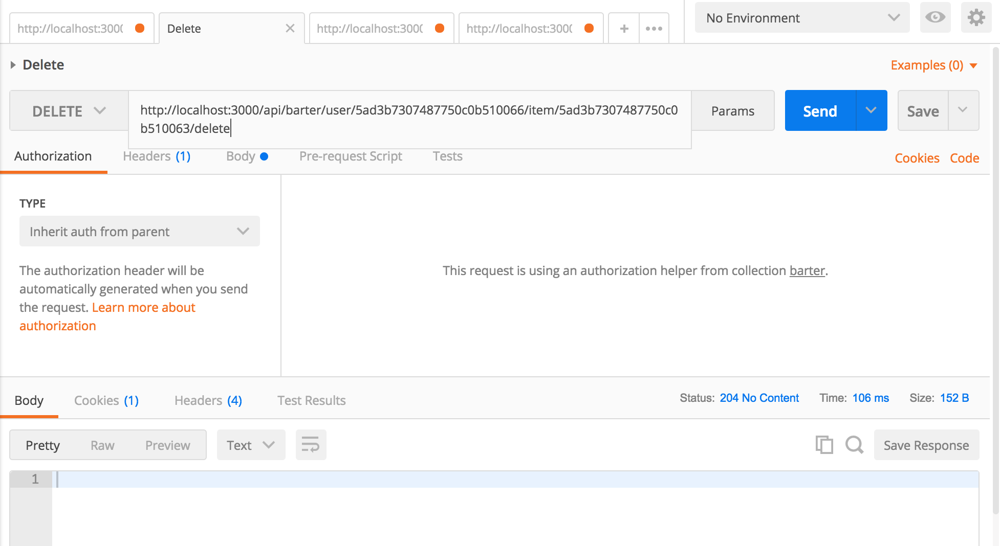 http://localhost:300
Delete
http://localhost:300
http://localhost:300
No Environment
Delete
Examples (0)
DELETE
http://localhost:3000/api/barter/user/5ad3b7307487750c0b510066/item/5ad3b7307487750c0
b510063/delete
Params
Send
Save
Authorization
Headers (1)
Body
Pre-request Script
Tests
Cookies
Code
TYPE
Inherit auth from parent
The authorization header will be
automatically generated when you send
the request. Learn more about
authorization
This request is using an authorization helper from collection barter.
Body
Cookies (1)
Headers (4)
Test Results
Status: 204 No Content
Time: 106 ms
Size: 152 B
Pretty
Raw
Preview
Text
Save Response
1